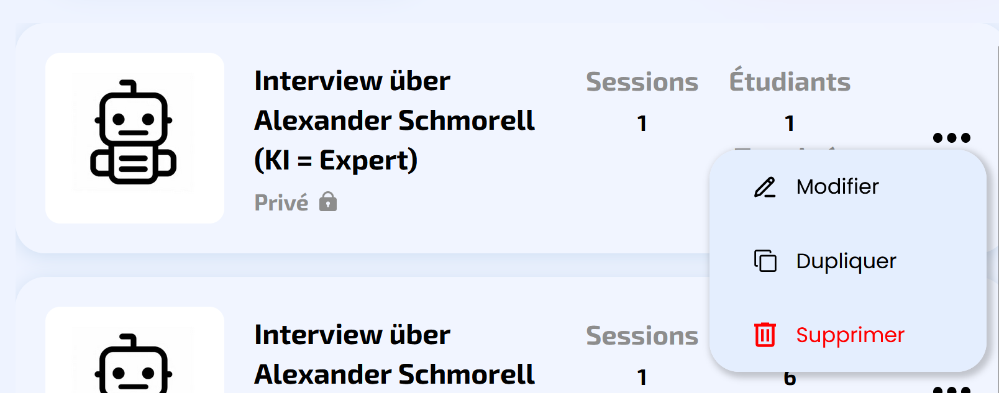 Interview über
Alexander Schmorell
(KI = Expert)
Privé
Sessions
1
Étudiants
1
Modifier
Dupliquer
Supprimer
Interview über
Alexander Schmorell
Sessions
1
6